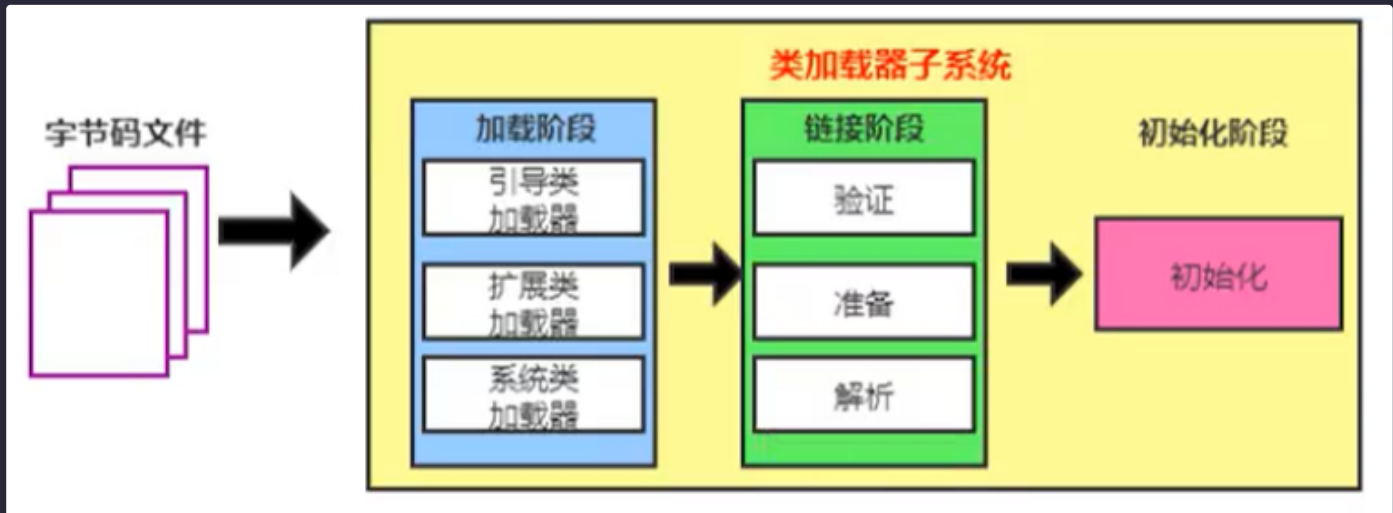 类加载器子系统
字节码文件
加载阶段
引导类
加载器
扩展类
加载器
系统类
加载器
链接阶段
验证
准备
解析
初始化阶段
初始化